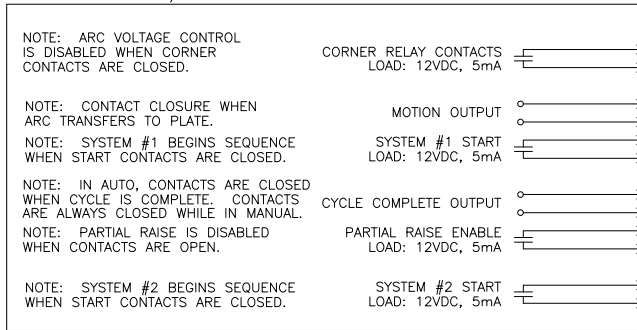 NOTE: ARC VOLTAGE CONTROL
IS DISABLED WHEN CORNER
CONTACTS ARE CLOSED.
CORNER RELAY CONTACTS
LOAD: 12VDC, 5mA
NOTE: CONTACT CLOSURE WHEN
ARC TRANSFERS TO PLATE.
MOTION OUTPUT
NOTE: SYSTEM #1 BEGINS SEQUENCE
WHEN START CONTACTS ARE CLOSED.
SYSTEM #1 START
LOAD: 12VDC, 5mA
NOTE: IN AUTO, CONTACTS ARE CLOSED
WHEN CYCLE IS COMPLETE. CONTACTS
ARE ALWAYS CLOSED WHILE IN MANUAL.
CYCLE COMPLETE OUTPUT
NOTE: PARTIAL RAISE IS DISABLED
WHEN CONTACTS ARE OPEN.
PARTIAL RAISE ENABLE
LOAD: 12VDC, 5mA
NOTE: SYSTEM #2 BEGINS SEQUENCE
WHEN START CONTACTS ARE CLOSED.
SYSTEM #2 START
LOAD: 12VDC, 5mA